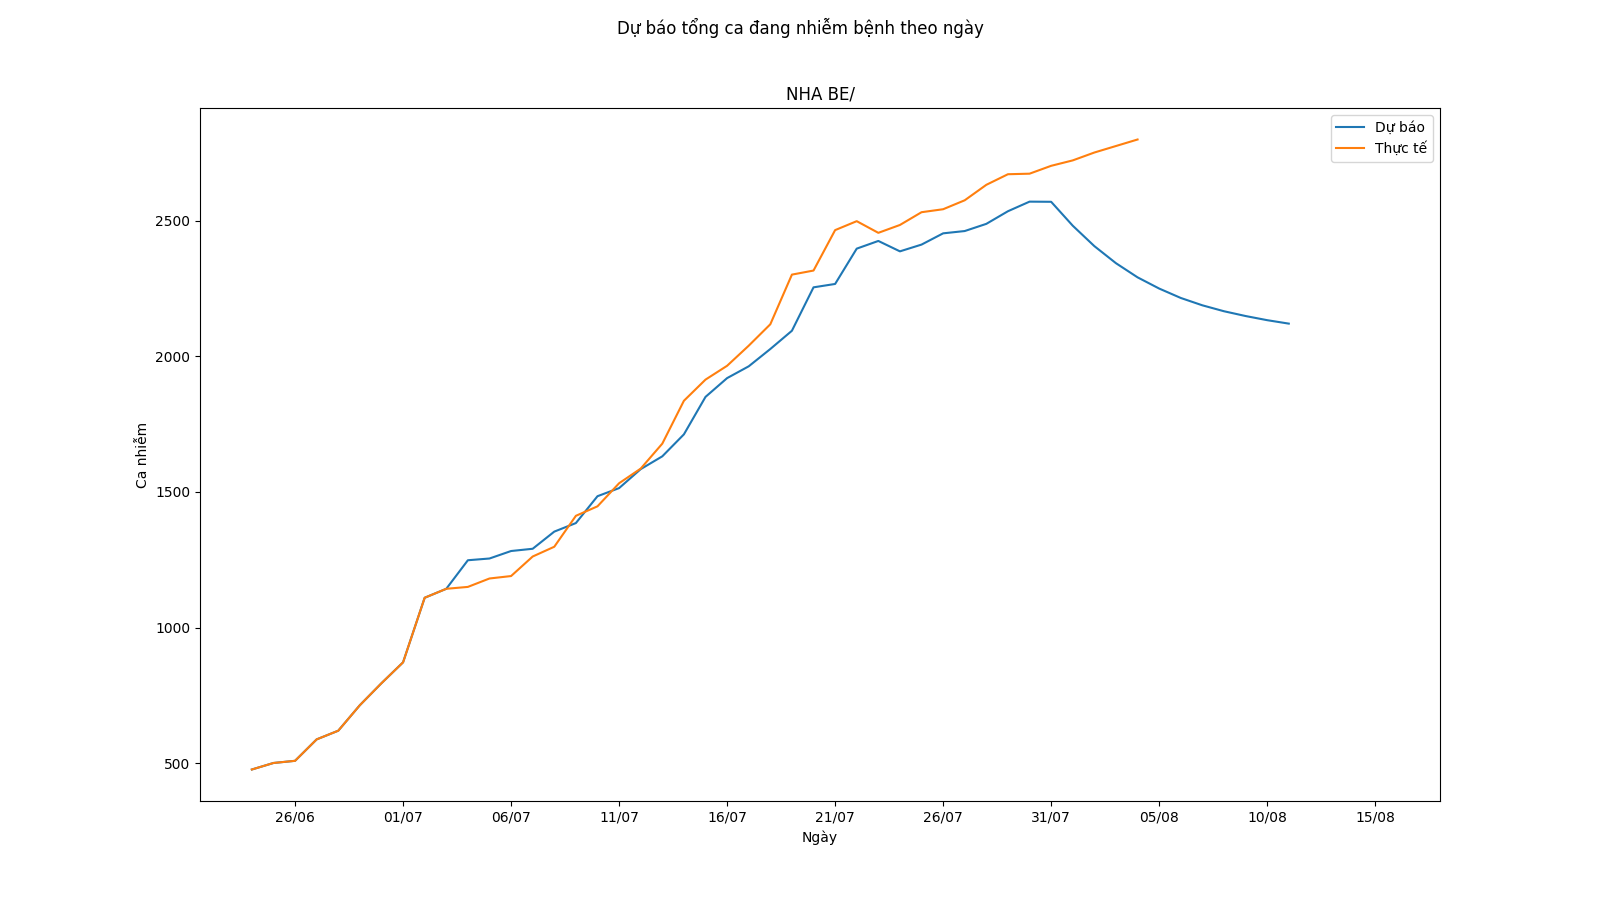 Dự báo tổng ca đang nhiễm bệnh theo ngày
NHA BE/
Dự báo
Thực tế
2500
2000
1500
1000
500
Ca nhiễm
26/06
01/07
06/07
11/07
16/07
21/07
26/07
31/07
05/08
10/08
15/08
Ngày